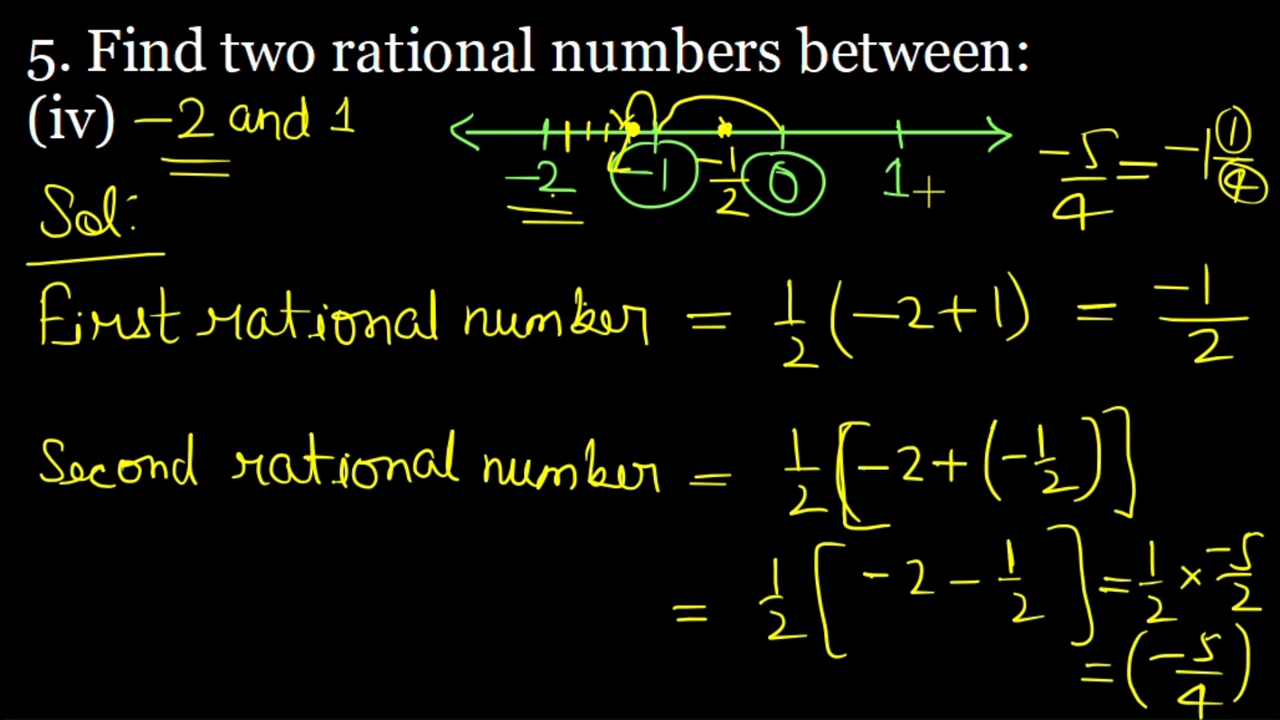 5. Find two rational numbers between:
(iv) -2 and 1
-2 -1 -1/2 0 1
-5/4 = -1 1/4
Sol:
First rational number = 1/2 (-2+1) = -1/2
Second rational number = 1/2 [-2+(-1/2)]
= 1/2 [-2 - 1/2] = 1/2 × -5/2
= (-5/4)